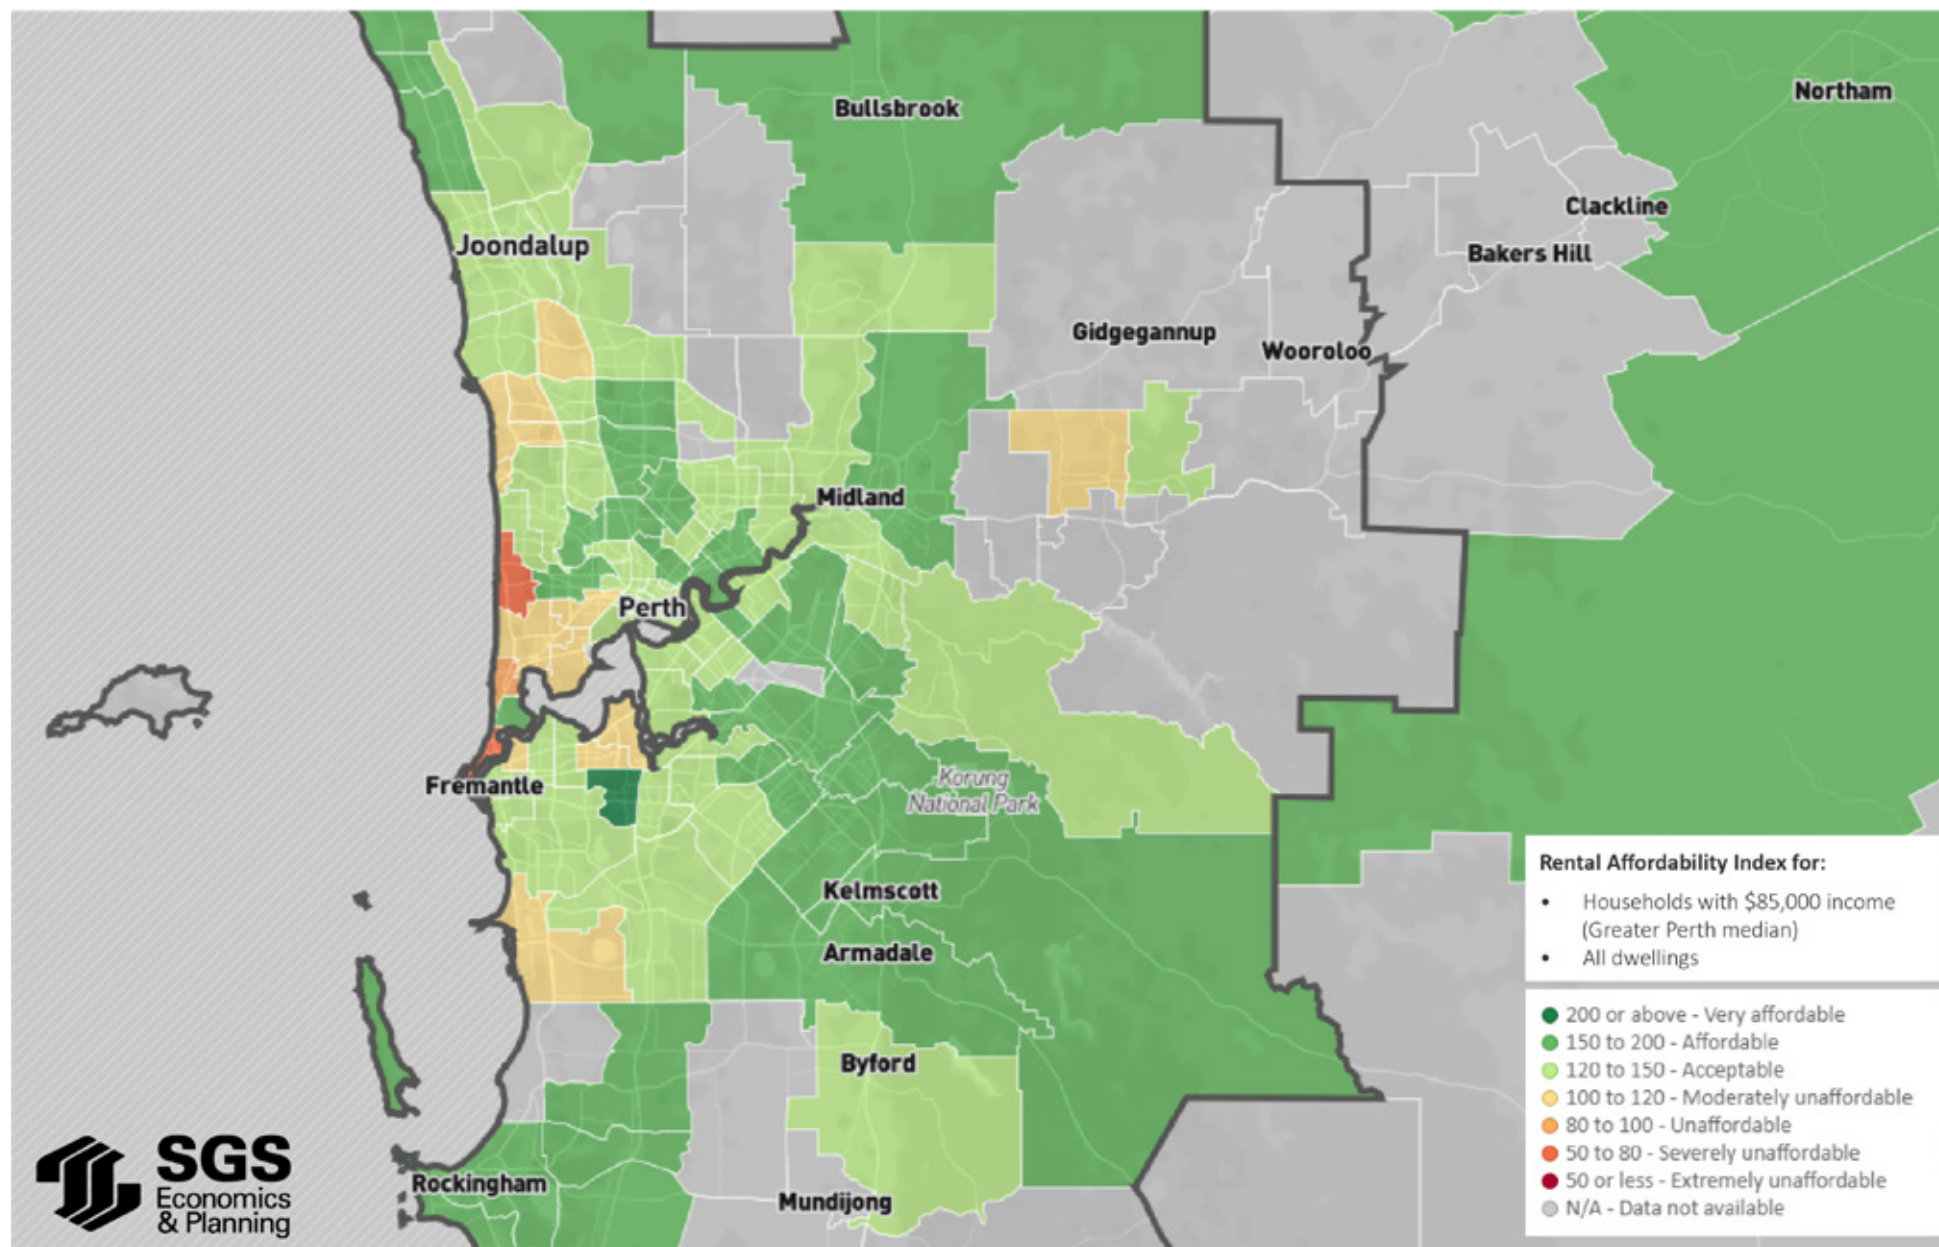 Bullsbrook
Northam
Clackline
Joondalup
Bakers Hill
Gidgegannup
Wooroloo
Midland
Perth
Korung
National Park
Fremantle
Rental Affordability Index for:
• Households with $85,000 income
(Greater Perth median)
• All dwellings
Kelmscott
Armadale
200 or above - Very affordable
150 to 200 - Affordable
120 to 150 - Acceptable
100 to 120 - Moderately unaffordable
80 to 100 - Unaffordable
50 to 80 - Severely unaffordable
50 or less - Extremely unaffordable
N/A - Data not available
Byford
SGS
Economics
& Planning
Rockingham
Mundijong